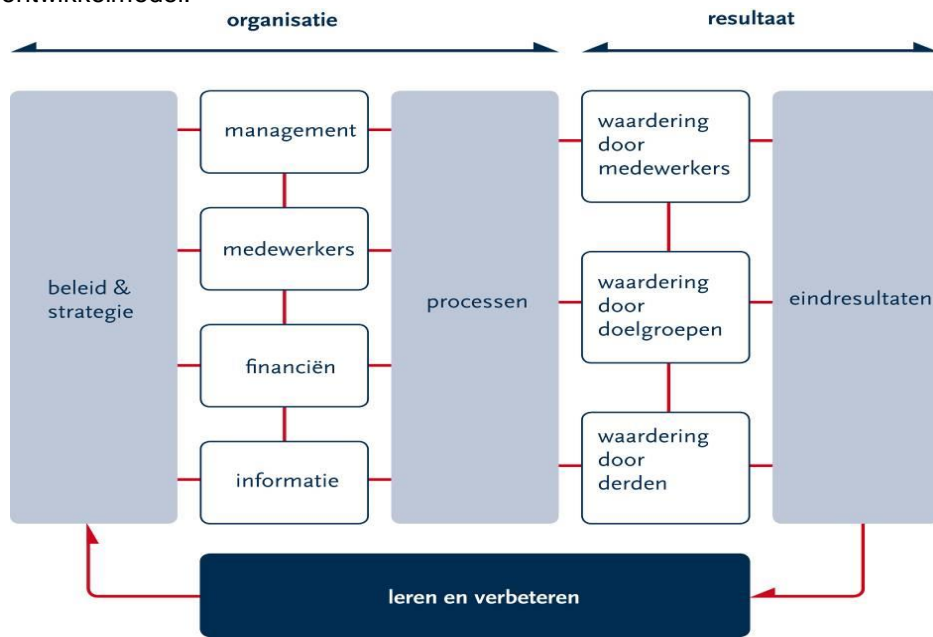 ontwikkelmodel.
organisatie
resultaat
beleid &
strategie
management
medewerkers
financiën
informatie
processen
waardering
door
medewerkers
waardering
door
doelgroepen
waardering
door
derden
eindresultaten
leren en verbeteren